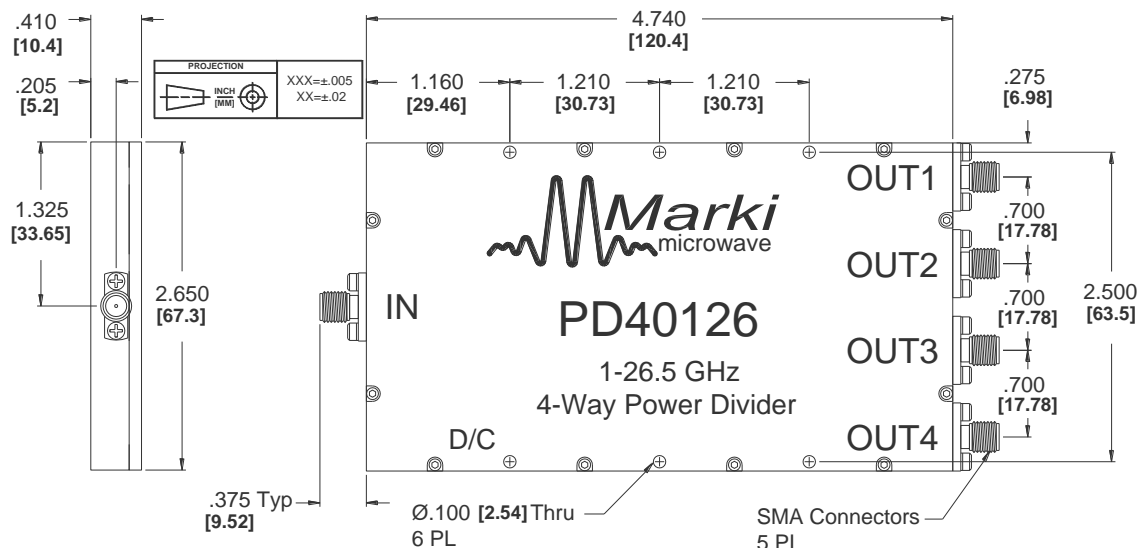 .410
[10.4]
.205
[5.2]
PROJECTION
INCH
[MM]
XXX=±.005
XX=±.02
4.740
[120.4]
1.160
[29.46]
1.210
[30.73]
1.210
[30.73]
.275
[6.98]
1.325
[33.65]
2.650
[67.3]
Marki
microwave
IN
PD40126
1-26.5 GHz
4-Way Power Divider
D/C
OUT1
OUT2
OUT3
OUT4
.700
[17.78]
.700
[17.78]
.700
[17.78]
2.500
[63.5]
.375 Typ
[9.52]
Ø.100 [2.54] Thru
6 PL
SMA Connectors
5 PL